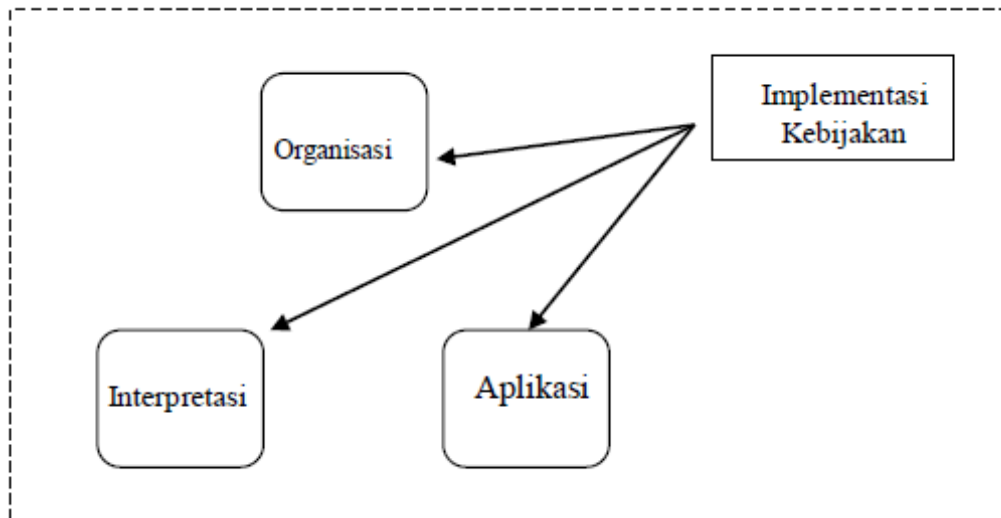 Implementasi
Kebijakan
Organisasi
Interpretasi
Aplikasi